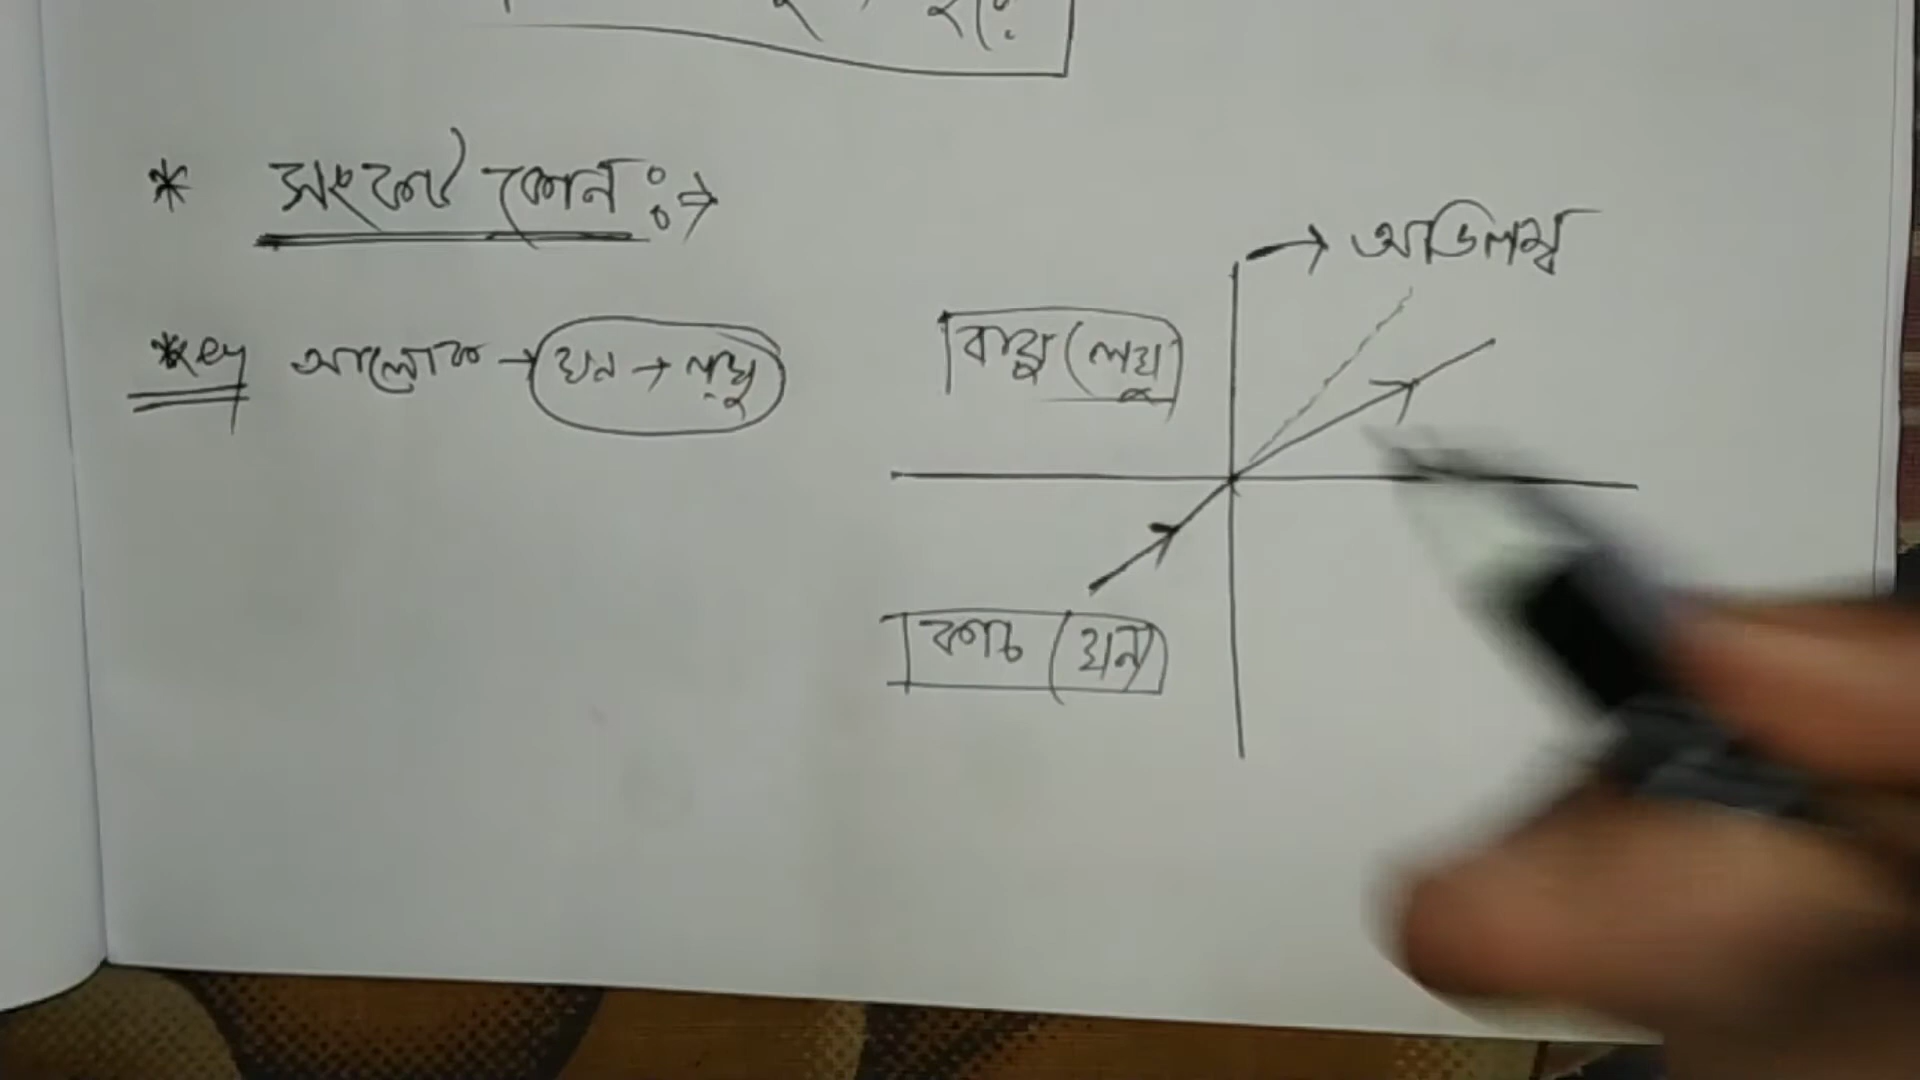 * সংকট কোন :→
→ অভিলম্ব
*key আলোক → ঘন → লঘু
বায়ু (লঘু)
কাচ (ঘন)